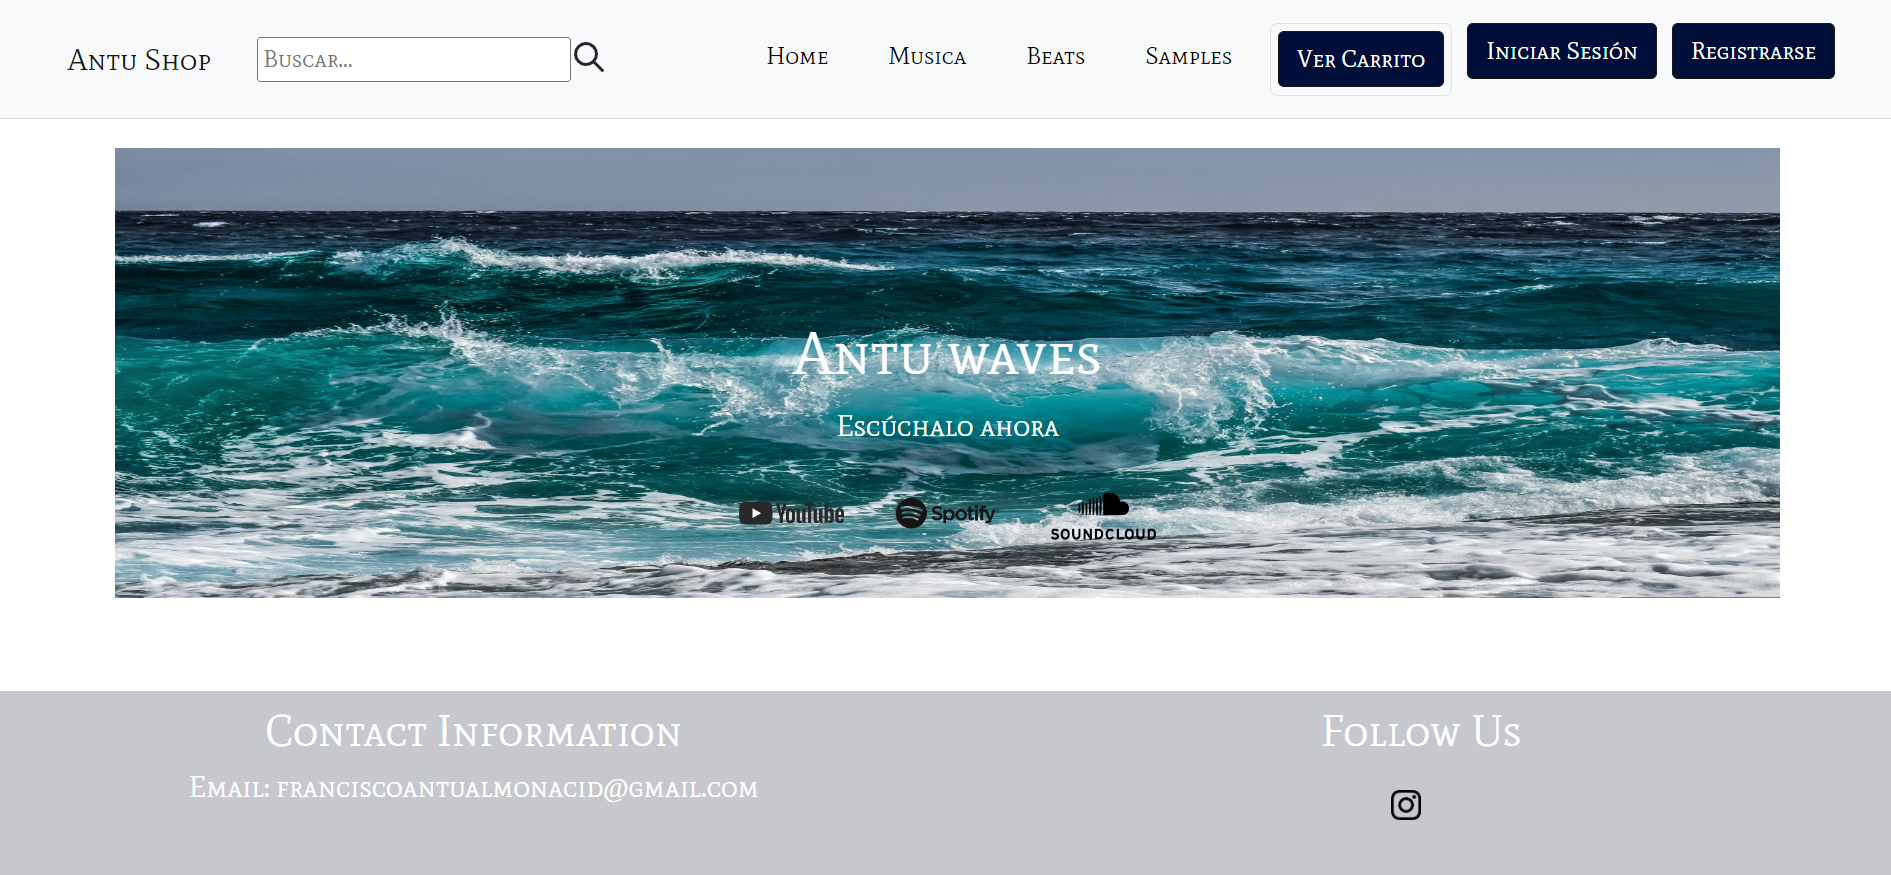 Antu Shop
Buscar...
Home
Musica
Beats
Samples
Ver Carrito
Iniciar Sesión
Registrarse
Antu waves
Escúchalo ahora
YouTube
Spotify
SOUNDCLOUD
Contact Information
Follow Us
Email: franciscoantualmonacid@gmail.com